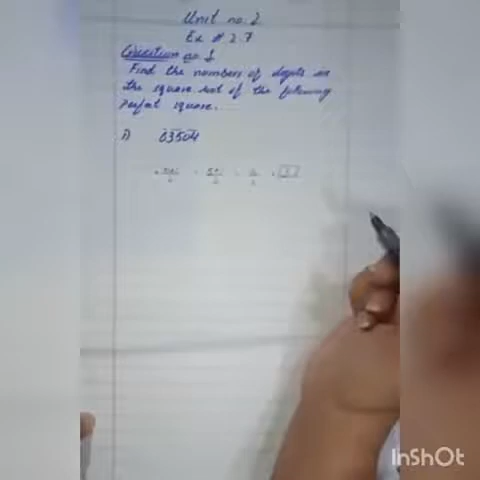 Unit no. 2
Ex # 2.7
Question no 1
Find the numbers of degits in
the square root of the following
Perfect square.
i) 63504
InShOt